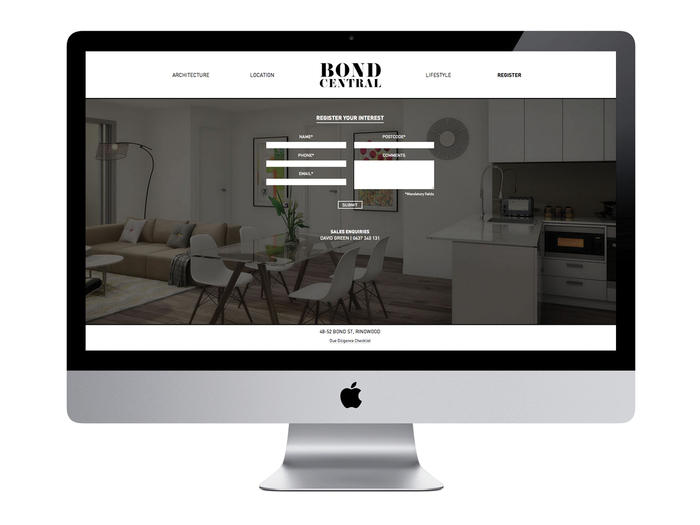 ARCHITECTURE
LOCATION
BOND
CENTRAL
LIFESTYLE
REGISTER
REGISTER YOUR INTEREST
NAME*
POSTCODE*
PHONE*
COMMENTS
EMAIL*
*Mandatory fields
SUBMIT
SALES ENQUIRIES
DAVID GREEN | 0437 340 131
48-52 BOND ST, RINGWOOD
Due Diligence Checklist